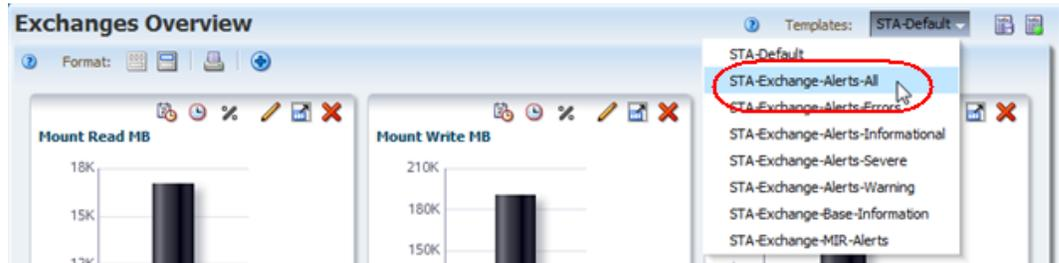 Exchanges Overview
Templates: STA-Default
Format:
STA-Default
STA-Exchange-Alerts-All
STA-Exchange-Alerts-Errors
STA-Exchange-Alerts-Informational
STA-Exchange-Alerts-Severe
STA-Exchange-Alerts-Warning
STA-Exchange-Base-Information
STA-Exchange-MIR-Alerts
Mount Read MB
18K
15K
12K
Mount Write MB
210K
180K
150K